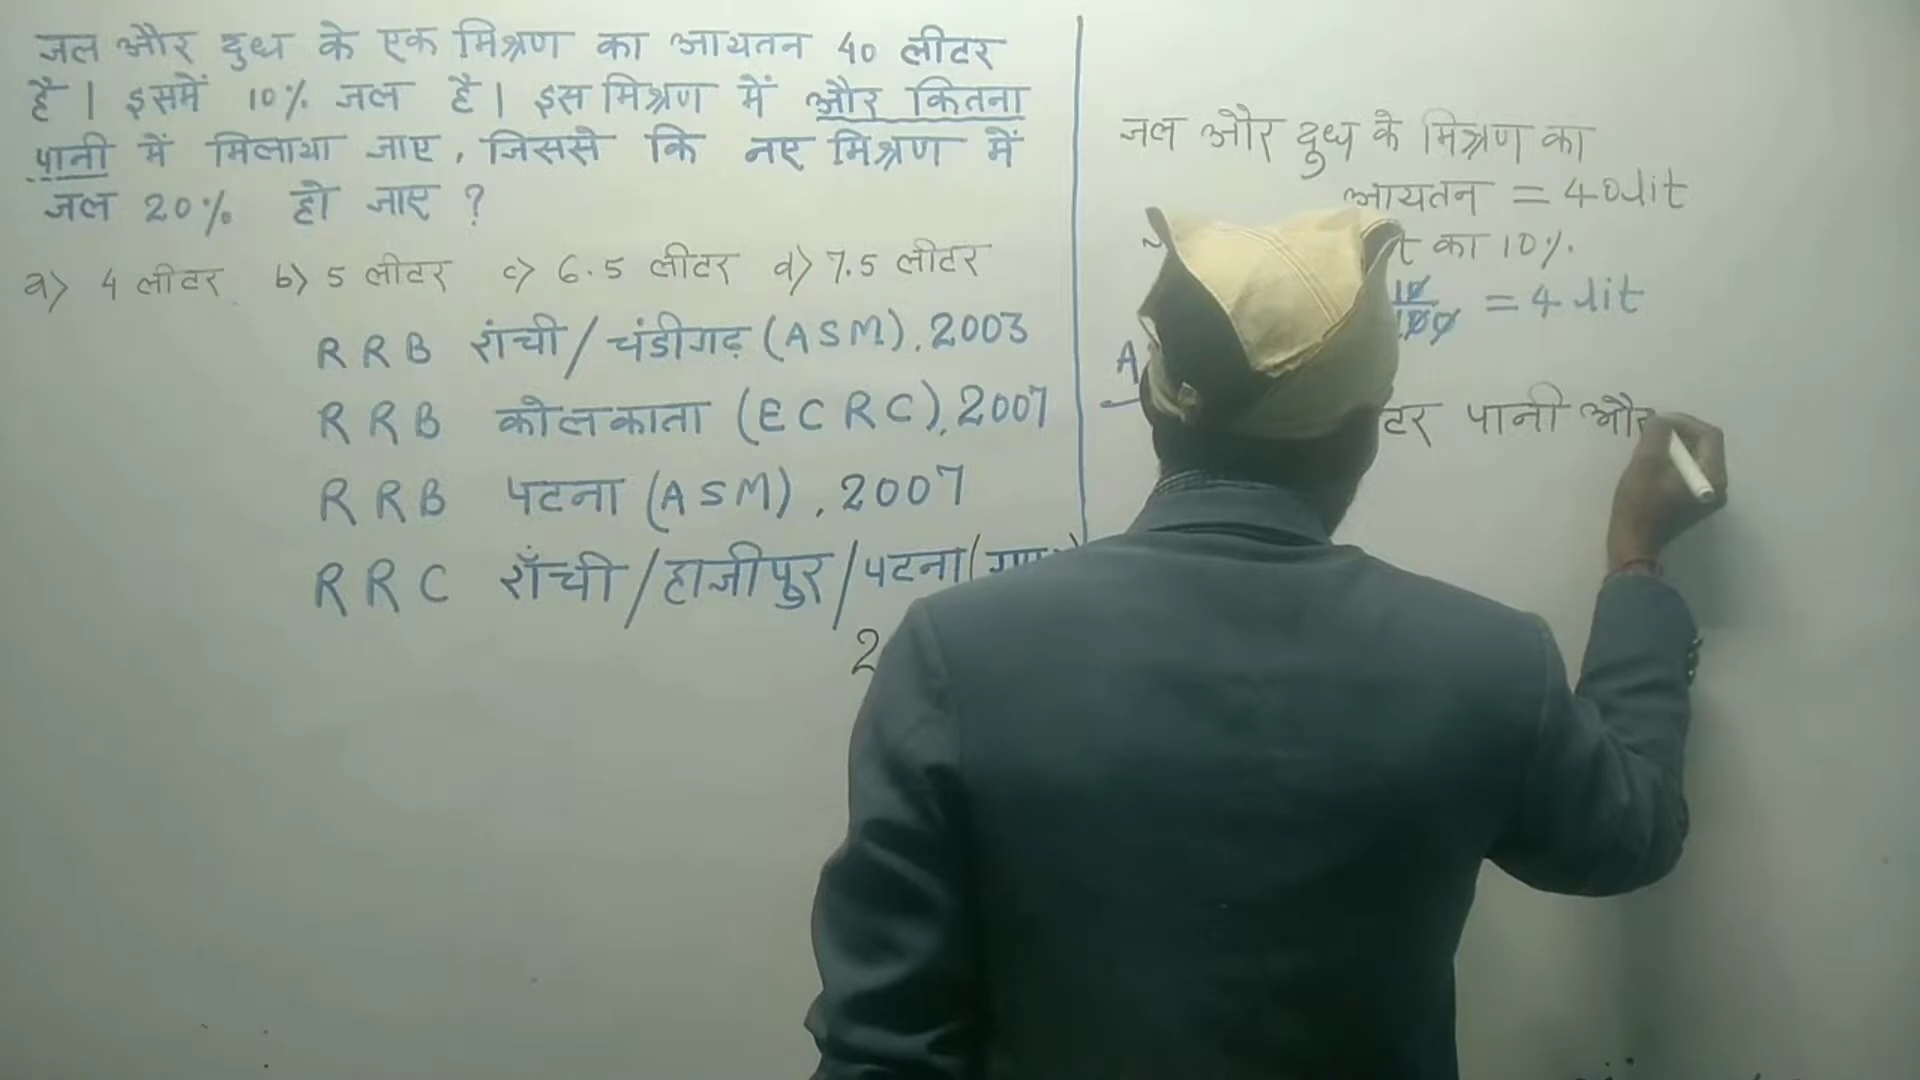 जल और दुध के एक मिश्रण का आयतन 40 लीटर
है। इसमें 10% जल है। इस मिश्रण में और कितना
पानी में मिलाया जाए, जिससे कि नए मिश्रण में
जल 20% हो जाए ?
a) 4 लीटर b) 5 लीटर c) 6.5 लीटर d) 7.5 लीटर
RRB रांची/चंडीगढ़ (ASM), 2003
RRB कोलकाता (ECRC), 2007
RRB पटना (ASM), 2007
RRC राँची/हाजीपुर/पटना(
2
जल और दुध के मिश्रण का
आयतन = 40 lit
का 10%
10/100 = 4 lit
A
टर पानी और